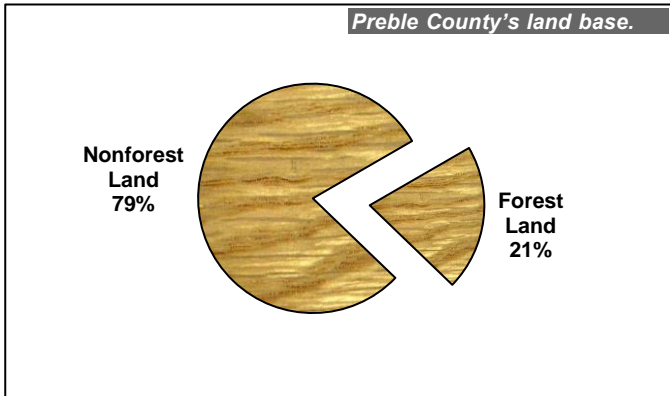 Preble County’s land base.
Nonforest
Land
79%
Forest
Land
21%